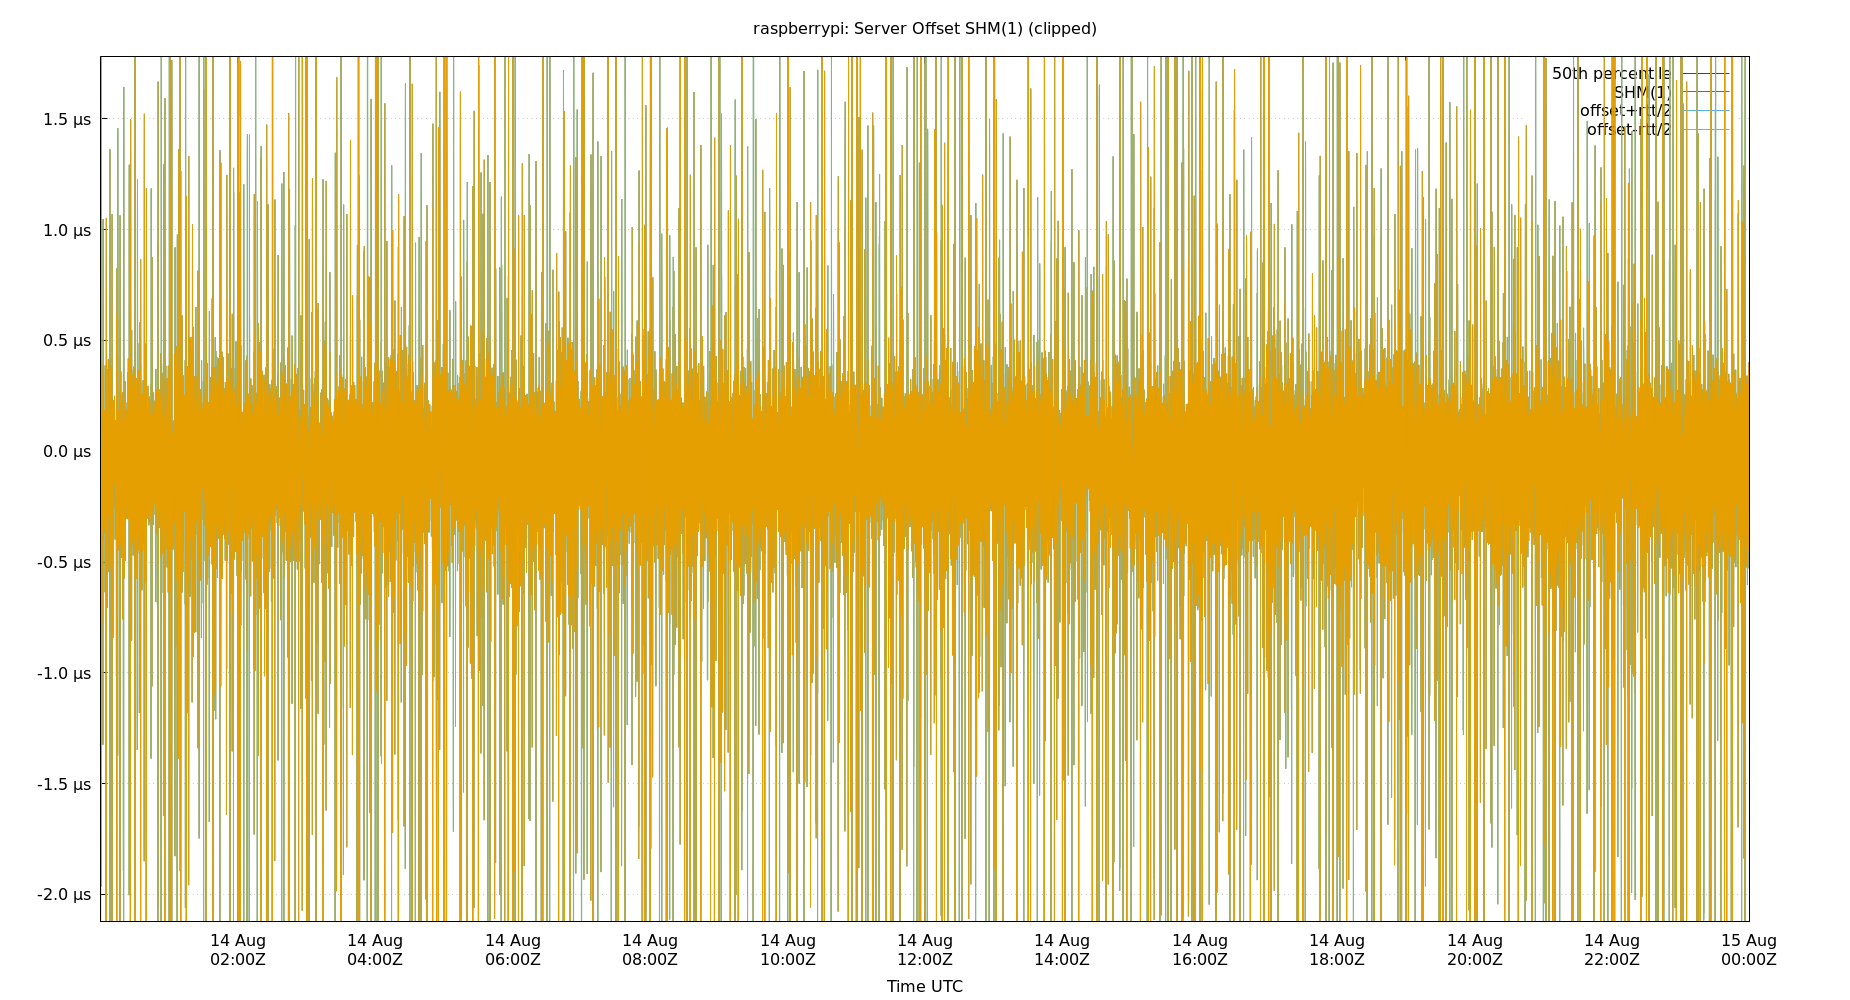 raspberrypi: Server Offset SHM(1) (clipped)
50th percentile
SHM(1)
offset+rtt/2
offset-rtt/2
1.5 µs
1.0 µs
0.5 µs
0.0 µs
-0.5 µs
-1.0 µs
-1.5 µs
-2.0 µs
14 Aug 14 Aug 14 Aug 14 Aug 14 Aug 14 Aug 14 Aug 14 Aug 14 Aug 14 Aug 14 Aug 15 Aug
02:00Z 04:00Z 06:00Z 08:00Z 10:00Z 12:00Z 14:00Z 16:00Z 18:00Z 20:00Z 22:00Z 00:00Z
Time UTC